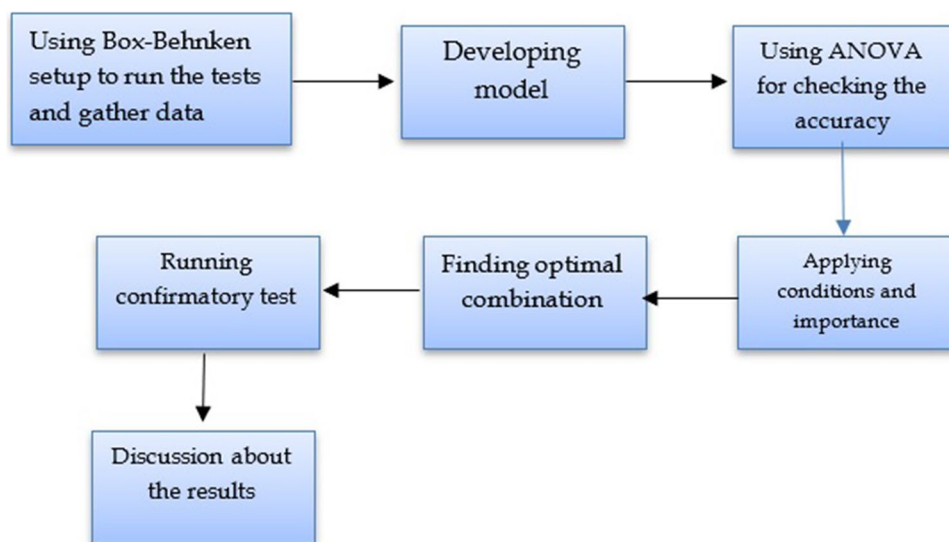 Using Box-Behnken
setup to run the tests
and gather data
Developing
model
Using ANOVA
for checking the
accuracy
Applying
conditions and
importance
Finding optimal
combination
Running
confirmatory test
Discussion about
the results